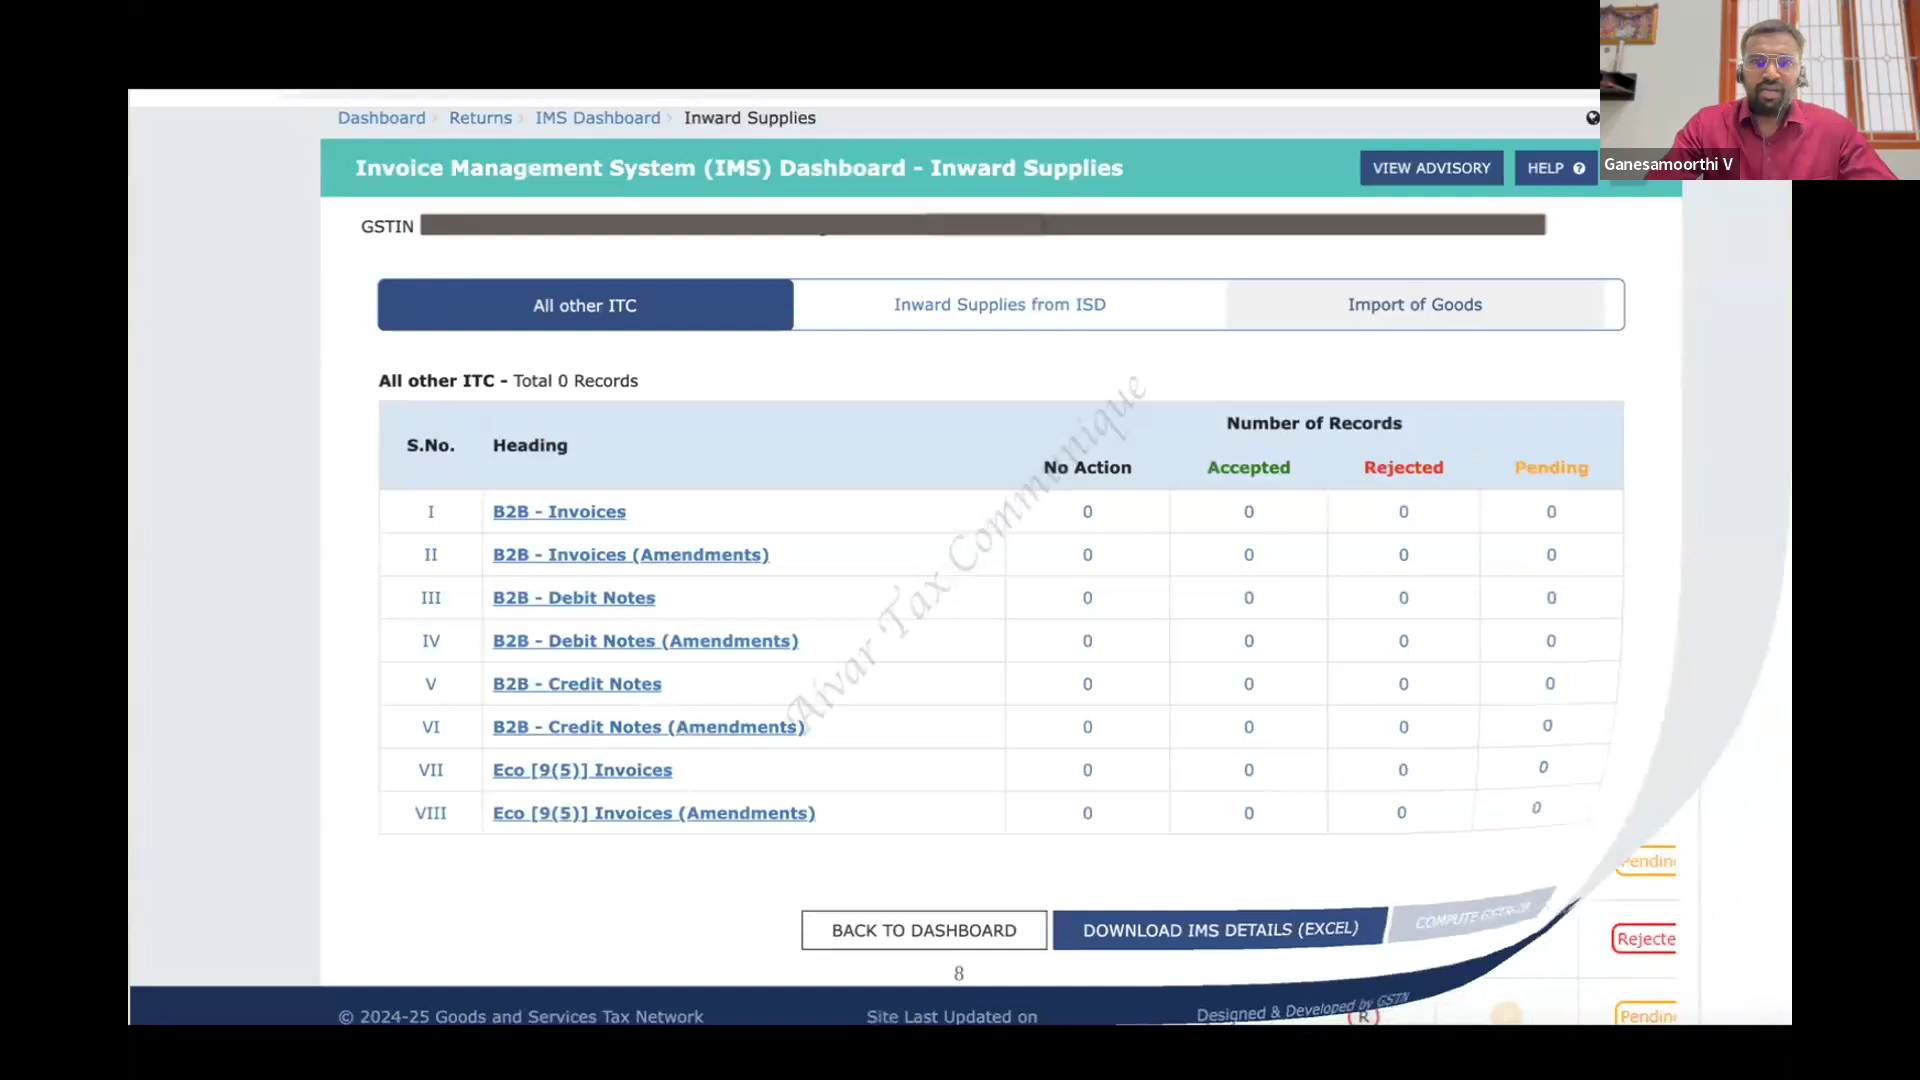 Dashboard Returns IMS Dashboard Inward Supplies
Ganesamoorthi V
Invoice Management System (IMS) Dashboard - Inward Supplies
VIEW ADVISORY
HELP ?
GSTIN
All other ITC
Inward Supplies from ISD
Import of Goods
All other ITC - Total 0 Records
S.No. Heading Number of Records
No Action Accepted Rejected Pending
I B2B - Invoices 0 0 0 0
II B2B - Invoices (Amendments) 0 0 0 0
III B2B - Debit Notes 0 0 0 0
IV B2B - Debit Notes (Amendments) 0 0 0 0
V B2B - Credit Notes 0 0 0 0
VI B2B - Credit Notes (Amendments) 0 0 0 0
VII Eco [9(5)] Invoices 0 0 0 0
VIII Eco [9(5)] Invoices (Amendments) 0 0 0 0
Aivar Tax Communique
Pendin
BACK TO DASHBOARD
DOWNLOAD IMS DETAILS (EXCEL)
COMPUTE GSTR-2B
Rejecte
8
© 2024-25 Goods and Services Tax Network
Site Last Updated on
Designed & Developed by GSTN
R
Pendin